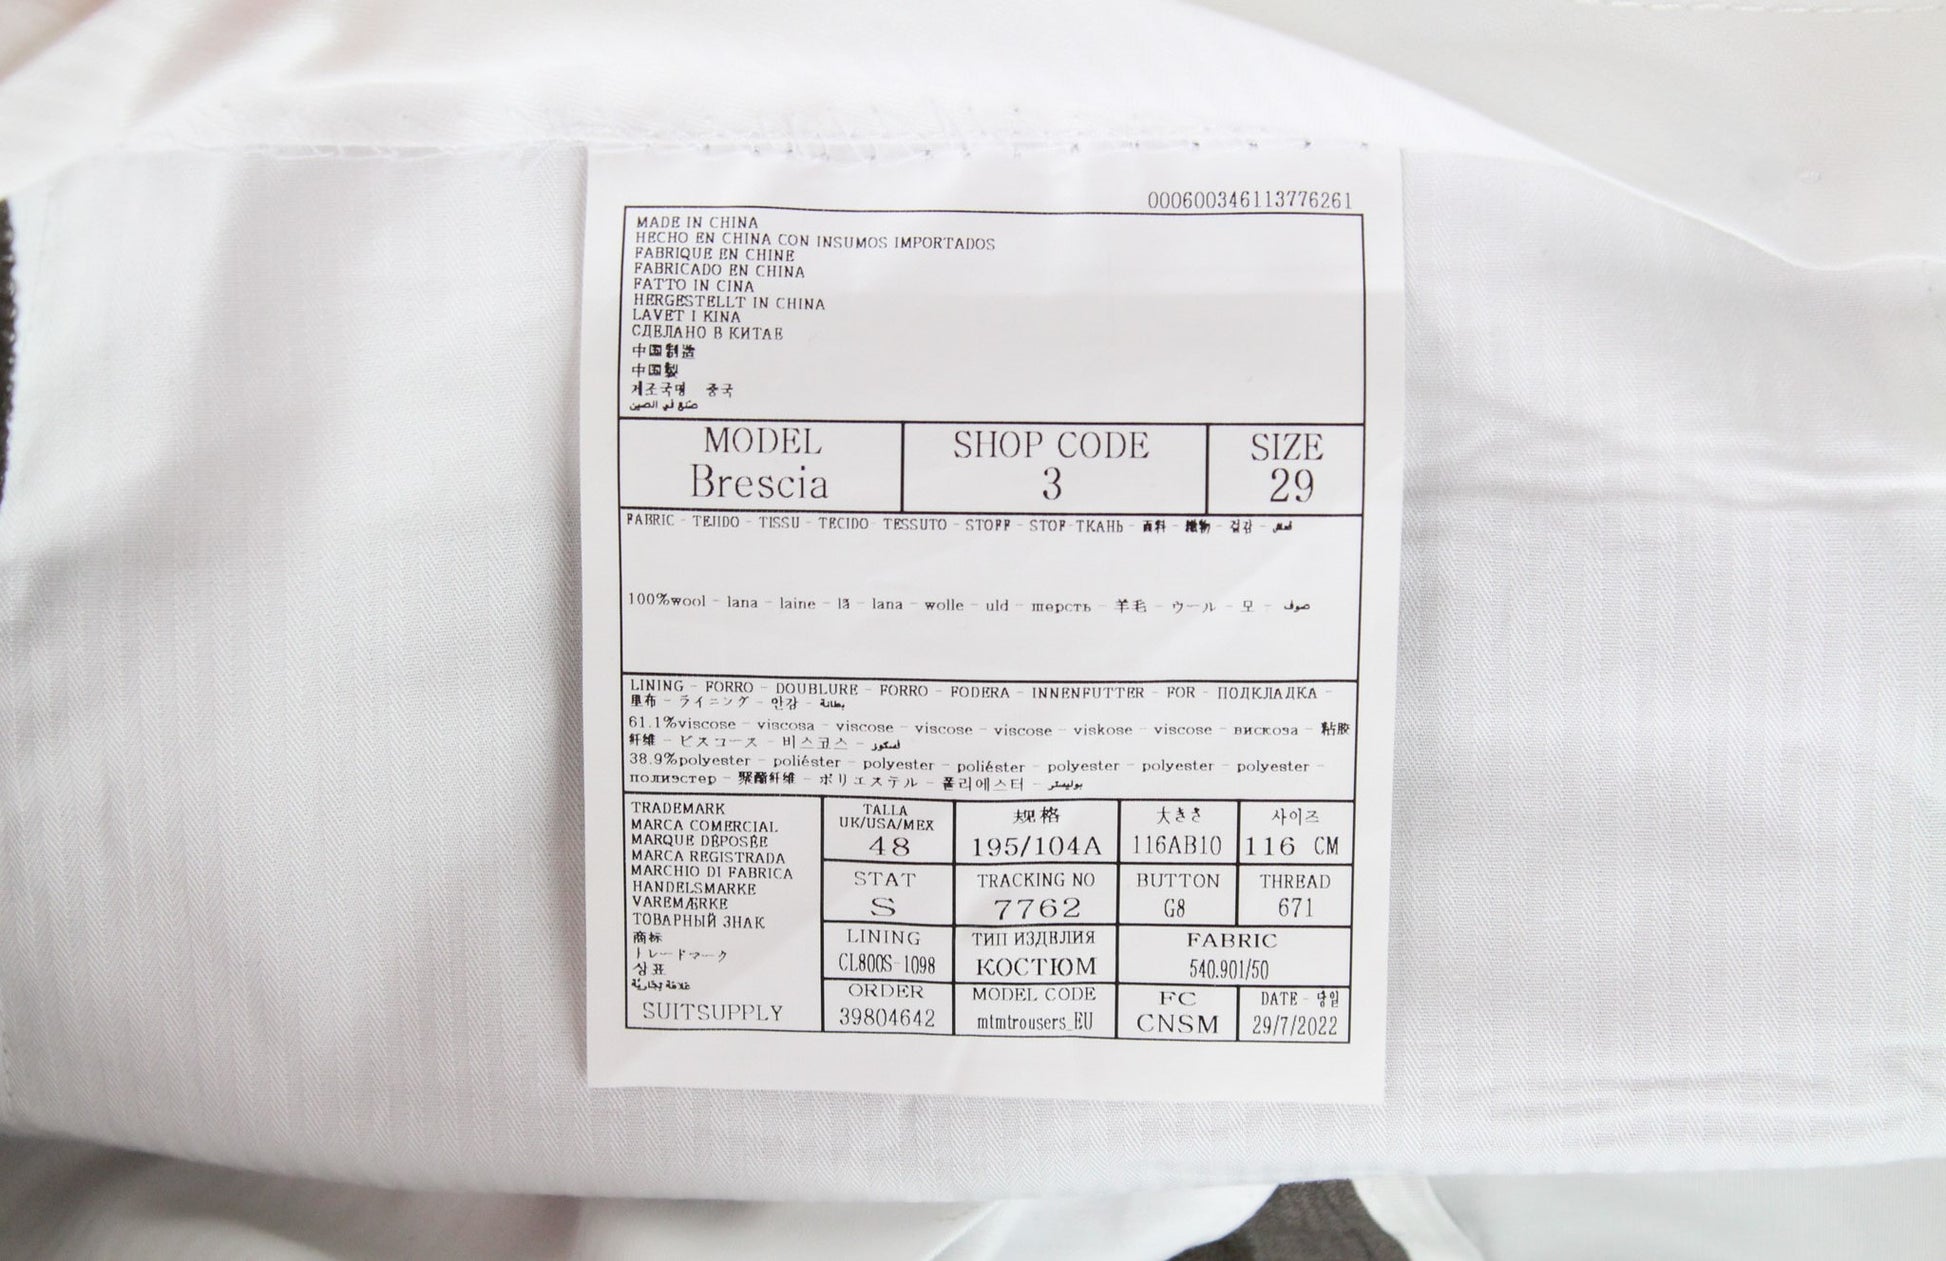 000600346113776261
MADE IN CHINA
HECHO EN CHINA CON INSUMOS IMPORTADOS
FABRIQUE EN CHINE
FABRICADO EN CHINA
FATTO IN CINA
HERGESTELLT IN CHINA
LAVET I KINA
СДЕЛАНО В КИТАЕ
中国制造
中国製
제조국명 중국
صنع في الصين
MODEL
Brescia
SHOP CODE
3
SIZE
29
FABRIC - TEJIDO - TISSU - TECIDO- TESSUTO - STOFF - STOF-ТКАНЬ - 面料 - 織物 - 겉감 -
100%wool - lana - laine - lã - lana - wolle - uld - шерсть - 羊毛 - ウール - 모 - صوف
LINING - FORRO - DOUBLURE - FORRO - FODERA - INNENFUTTER - FOR - ПОДКЛАДКА -
里布 - ライニング - 안감 - بطانة
61.1%viscose - viscosa - viscose - viscose - viscose - viskose - viscose - вискоза - 粘胶
纤维 - ビスコース - 비스코스 - فسكوز
38.9%polyester - poliéster - polyester - poliéster - polyester - polyester - polyester -
полиэстер - 聚酯纤维 - ポリエステル - 폴리에스터 - بوليستر
TRADEMARK
MARCA COMERCIAL
MARQUE DÉPOSÉE
MARCA REGISTRADA
MARCHIO DI FABRICA
HANDELSMARKE
VAREMÆRKE
ТОВАРНЫЙ ЗНАК
商标
トレードマーク
상표
علامة تجارية
SUITSUPPLY
TALLA
UK/USA/MEX
48
规格
195/104A
大きさ
116AB10
사이즈
116 CM
STAT
S
TRACKING NO
7762
BUTTON
G8
THREAD
671
LINING
CL800S-1098
ТИП ИЗДЕЛИЯ
КОСТЮМ
FABRIC
540.901/50
ORDER
39804642
MODEL CODE
mtmtrousers_EU
FC
CNSM
DATE -
29/7/2022